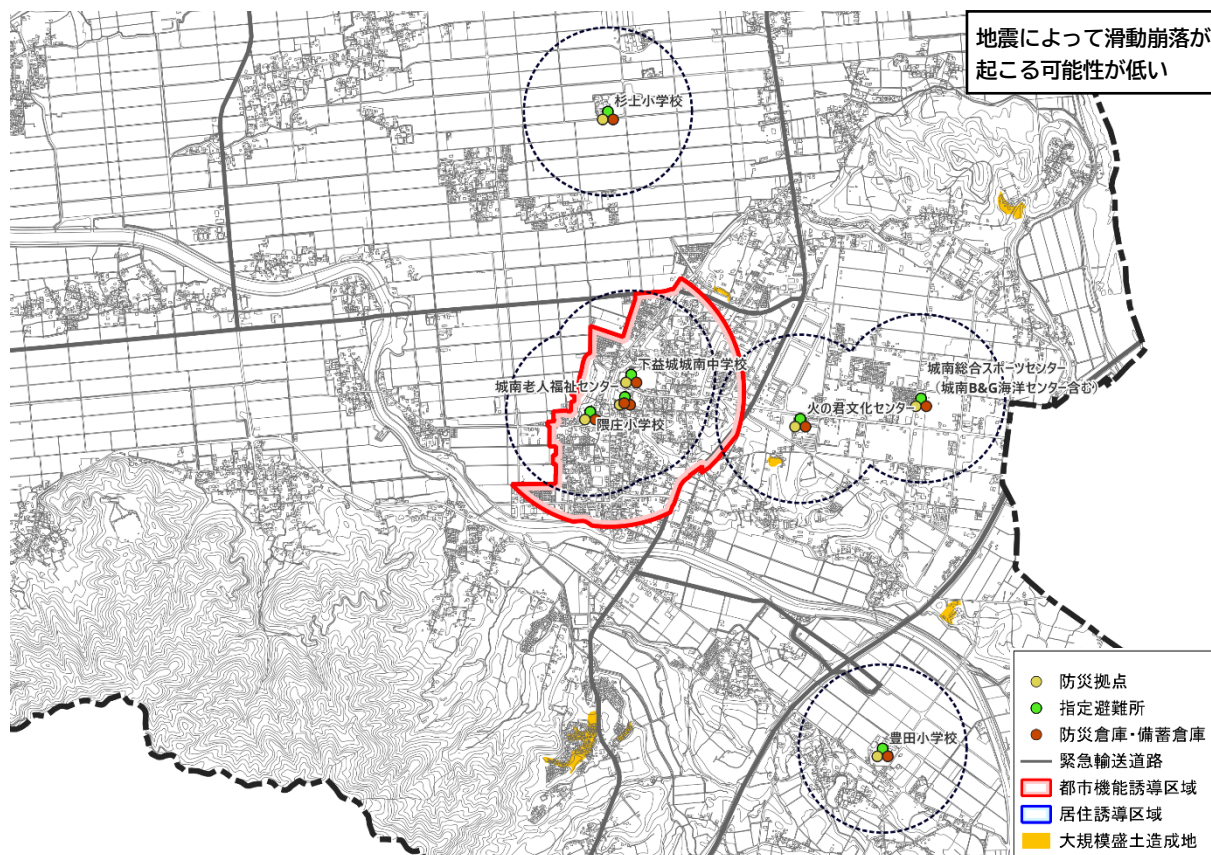 地震によって滑動崩落が
起こる可能性が低い
杉上小学校
下益城城南中学校
城南老人福祉センター
隈庄小学校
城南総合スポーツセンター
（城南B&G海洋センター含む）
火の君文化センター
豊田小学校
防災拠点
指定避難所
防災倉庫・備蓄倉庫
緊急輸送道路
都市機能誘導区域
居住誘導区域
大規模盛土造成地